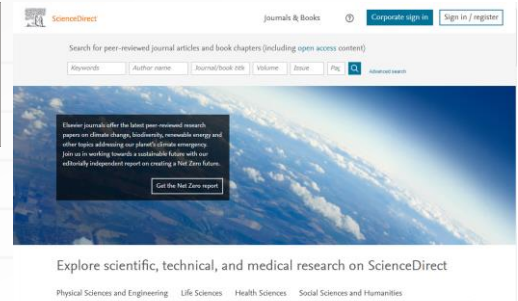 ScienceDirect
Journals & Books
Corporate sign in
Sign in / register
Search for peer-reviewed journal articles and book chapters (including open access content)
Keywords Author name Journal/book title Volume Issue Pag Advanced search
Elsevier journals offer the latest peer-reviewed research
papers on climate change, biodiversity, renewable energy and
other topics addressing our planet's climate emergency.
Join us in working towards a sustainable future with our
editorially independent report on creating a Net Zero future.
Get the Net Zero report
Explore scientific, technical, and medical research on ScienceDirect
Physical Sciences and Engineering Life Sciences Health Sciences Social Sciences and Humanities